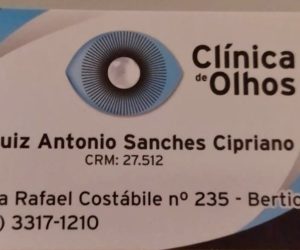 Clínica
de Olhos
uiz Antonio Sanches Cipriano
CRM: 27.512
a Rafael Costábile nº 235 - Bertio
) 3317-1210